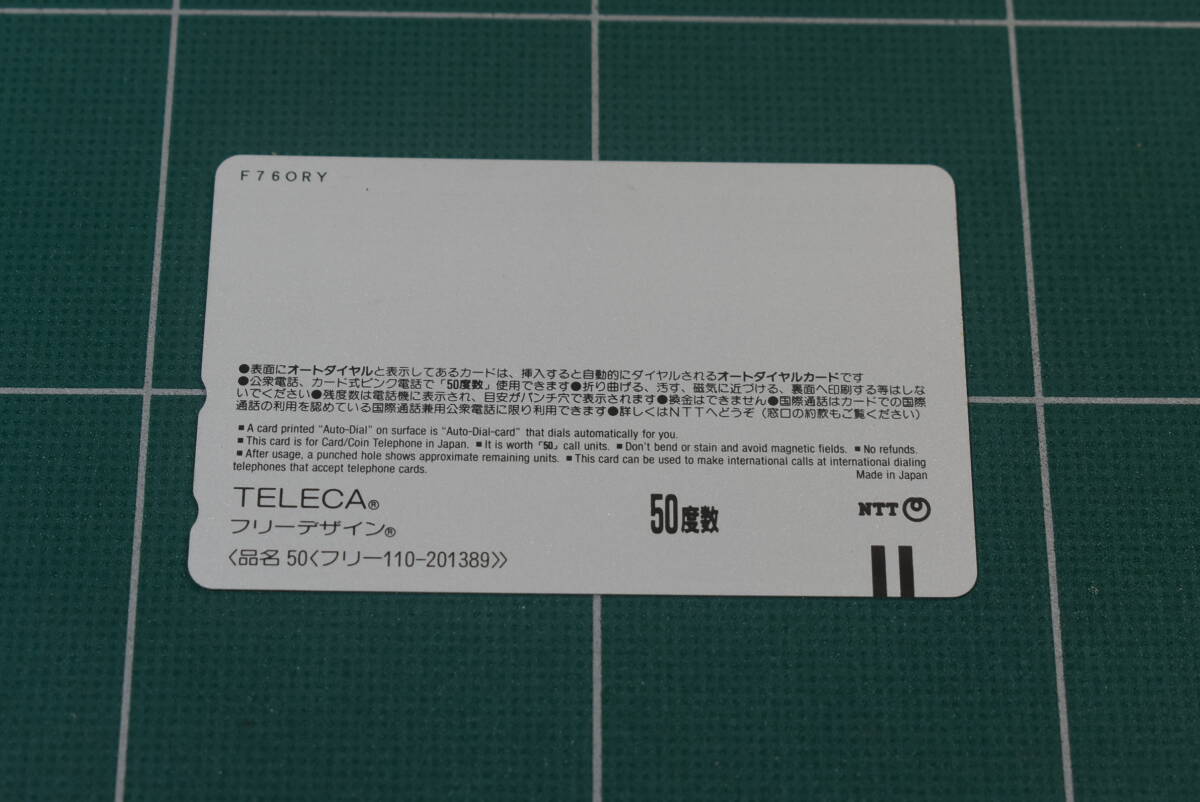 F76ORY
●表面にオートダイヤルと表示してあるカードは、挿入すると自動的にダイヤルされるオートダイヤルカードです
●公衆電話、カード式ピンク電話で「50度数」使用できます●折り曲げる、汚す、磁気に近づける、裏面へ印刷する等はしな
いでください●残度数は電話機に表示され、目安がパンチ穴で表示されます●換金はできません●国際通話はカードでの国際
通話の利用を認めている国際通話兼用公衆電話に限り利用できます●詳しくはNTTへどうぞ（窓口の約款もご覧ください）
■ A card printed “Auto-Dial” on surface is “Auto-Dial-card” that dials automatically for you.
■ This card is for Card/Coin Telephone in Japan. ■ It is worth「50」call units. ■ Don't bend or stain and avoid magnetic fields. ■ No refunds.
■ After usage, a punched hole shows approximate remaining units. ■ This card can be used to make international calls at international dialing
telephones that accept telephone cards. Made in Japan
TELECA®
フリーデザイン®
50度数
NTT
〈品名 50〈フリー110-201389〉〉